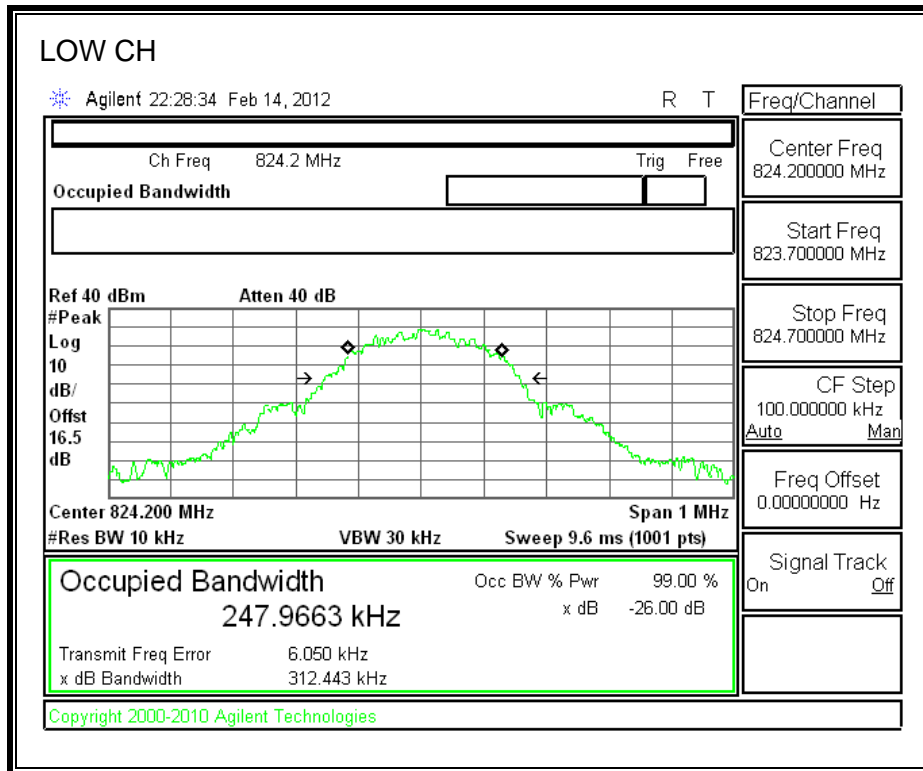 LOW CH
Agilent 22:28:34 Feb 14, 2012 R T
Ch Freq 824.2 MHz Trig Free
Occupied Bandwidth
Ref 40 dBm Atten 40 dB
#Peak
Log
10
dB/
Offst
16.5
dB
Center 824.200 MHz Span 1 MHz
#Res BW 10 kHz VBW 30 kHz Sweep 9.6 ms (1001 pts)
Occupied Bandwidth Occ BW % Pwr 99.00 %
247.9663 kHz x dB -26.00 dB
Transmit Freq Error 6.050 kHz
x dB Bandwidth 312.443 kHz
Copyright 2000-2010 Agilent Technologies
Freq/Channel
Center Freq
824.200000 MHz
Start Freq
823.700000 MHz
Stop Freq
824.700000 MHz
CF Step
100.000000 kHz
Auto Man
Freq Offset
0.00000000 Hz
Signal Track
On Off